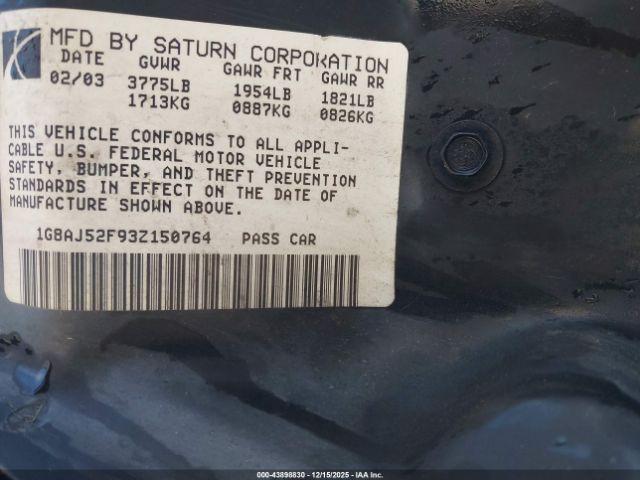 MFD BY SATURN CORPORATION
DATE GVWR GAWR FRT GAWR RR
02/03 3775LB 1954LB 1821LB
1713KG 0887KG 0826KG
THIS VEHICLE CONFORMS TO ALL APPLI-
CABLE U.S. FEDERAL MOTOR VEHICLE
SAFETY, BUMPER, AND THEFT PREVENTION
STANDARDS IN EFFECT ON THE DATE OF
MANUFACTURE SHOWN ABOVE.
1G8AJ52F93Z150764 PASS CAR
000-43898830 - 12/15/2025 - IAA Inc.